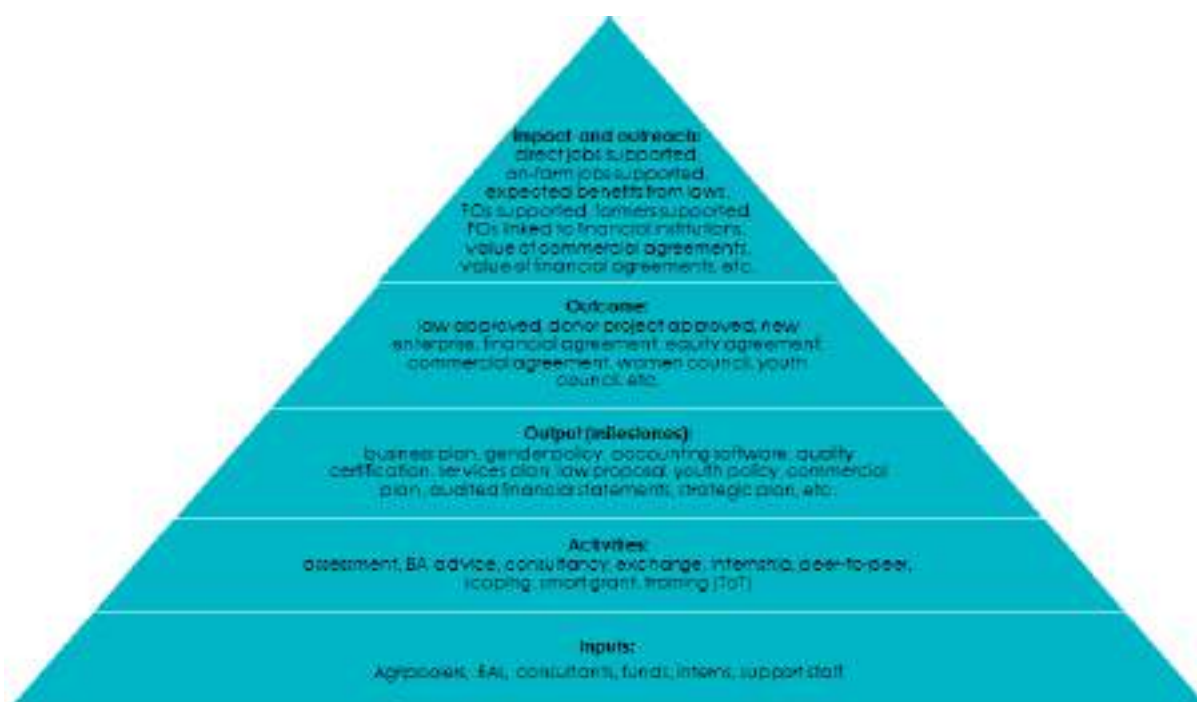 Impact and outreach:
direct jobs supported,
on-farm jobs supported,
expected benefits from laws,
FOs supported, farmers supported,
FOs linked to financial institutions,
value of commercial agreements,
value of financial agreements, etc.
Outcome:
law approved, donor project approved, new
enterprise, financial agreement, equity agreement
commercial agreement, women council, youth
council, etc.
Output (milestones):
business plan, gender policy, accounting software, quality
certification, services plan, law proposal, youth policy, commercial
plan, audited financial statements, strategic plan, etc.
Activities:
assessment, BA advice, consultancy, exchange, internship, peer-to-peer,
scoping, smart grant, training (ToT)
Inputs:
Agripoolers, BAs, consultants, funds, interns, support staff